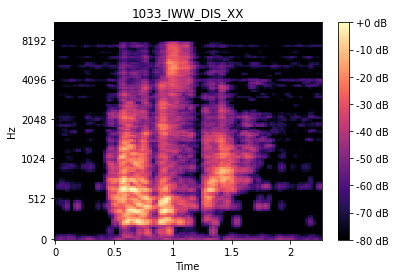 1033_IWW_DIS_XX
Hz
8192
4096
2048
1024
512
0
0
0.5
1
1.5
2
Time
+0 dB
-10 dB
-20 dB
-30 dB
-40 dB
-50 dB
-60 dB
-70 dB
-80 dB